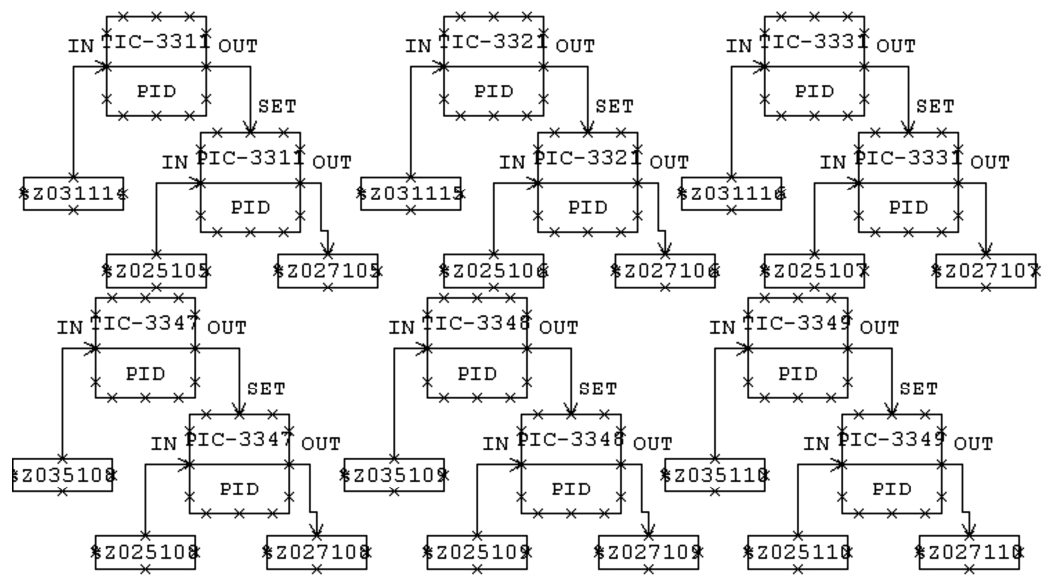 IN TIC-3311 OUT IN TIC-3321 OUT IN TIC-3331 OUT
PID PID PID
SET SET SET
IN PIC-3311 OUT IN PIC-3321 OUT IN PIC-3331 OUT
%Z031114 %Z031115 %Z031116
PID PID PID
%Z025105 %Z027105 %Z025106 %Z027106 %Z025107 %Z027107
IN TIC-3347 OUT IN TIC-3348 OUT IN TIC-3349 OUT
PID PID PID
SET SET SET
IN PIC-3347 OUT IN PIC-3348 OUT IN PIC-3349 OUT
%Z035108 %Z035109 %Z035110
PID PID PID
%Z025108 %Z027108 %Z025109 %Z027109 %Z025110 %Z027110